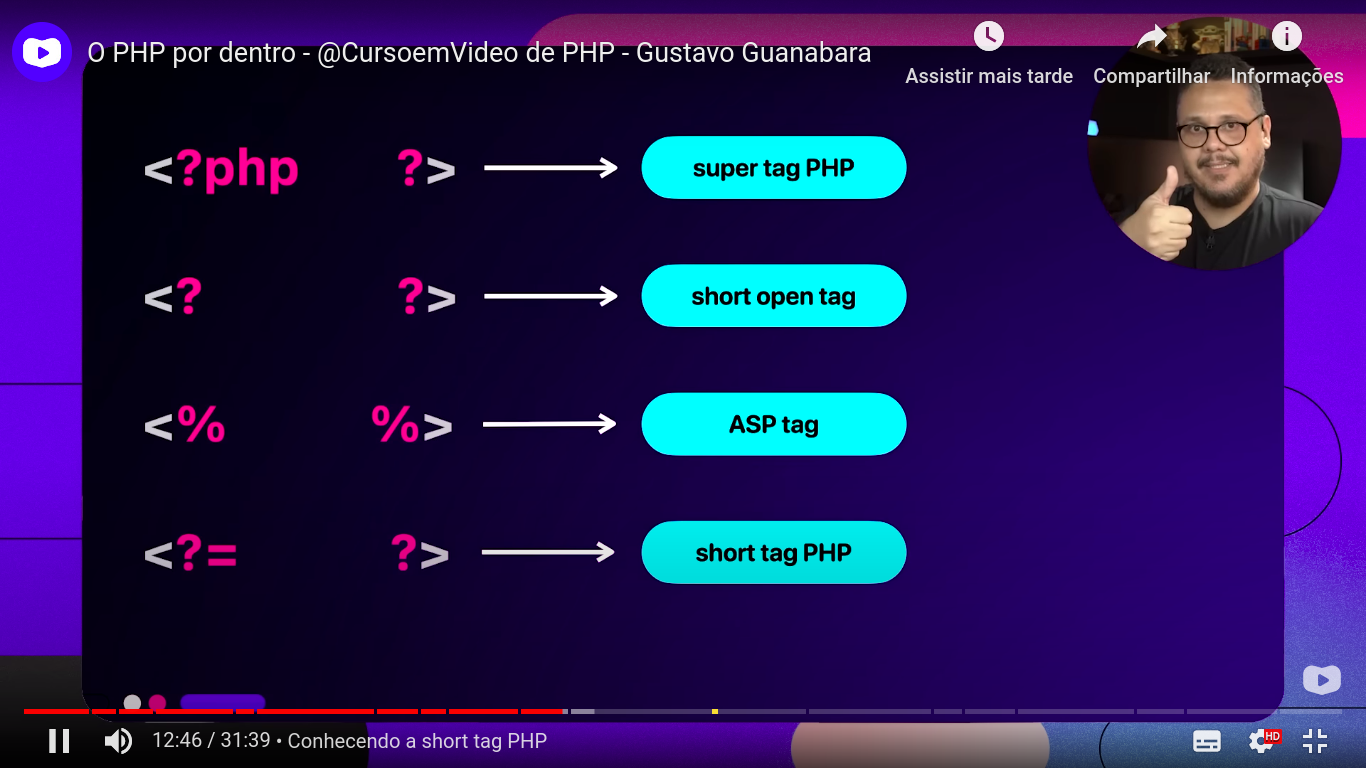 O PHP por dentro - @CursoemVideo de PHP - Gustavo Guanabara
Assistir mais tarde
Compartilhar
Informações
<?php ?> super tag PHP
<? ?> short open tag
<% %> ASP tag
<?= ?> short tag PHP
12:46 / 31:39 • Conhecendo a short tag PHP
HD